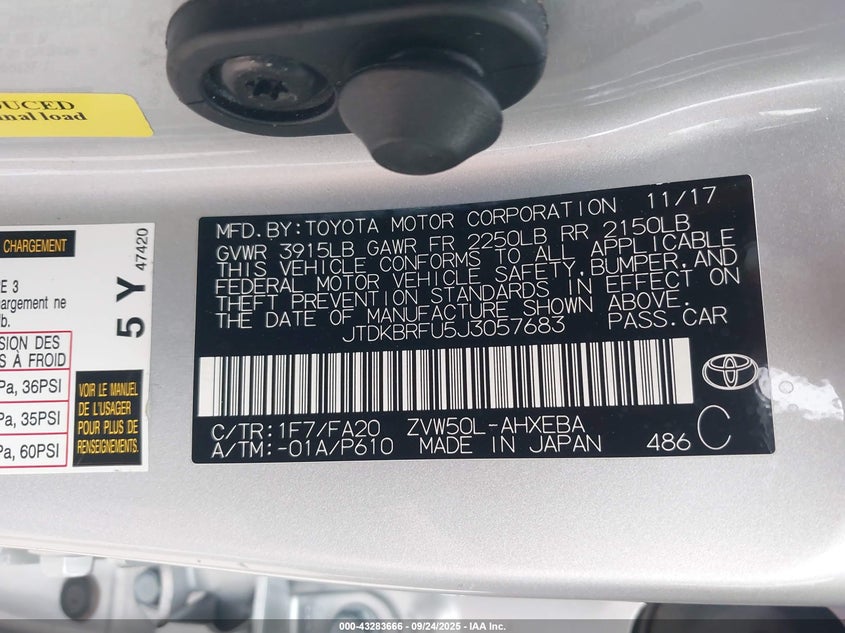 DUCED
nal load
CHARGEMENT
E 3
argement ne
b.
SION DES
S À FROID
Pa, 36PSI
Pa, 35PSI
Pa, 60PSI
5 Y 47420
VOIR LE MANUEL
DE L'USAGER
POUR PLUS DE
RENSEIGNEMENTS
MFD.BY:TOYOTA MOTOR CORPORATION 11/17
GVWR 3915LB GAWR FR 2250LB RR 2150LB
THIS VEHICLE CONFORMS TO ALL APPLICABLE
FEDERAL MOTOR VEHICLE SAFETY,BUMPER,AND
THEFT PREVENTION STANDARDS IN EFFECT ON
THE DATE OF MANUFACTURE SHOWN ABOVE.
JTDKBRFU5J3057683 PASS.CAR
C/TR:1F7/FA20 ZVW50L-AHXEBA
A/TM:-01A/P610 MADE IN JAPAN 486 C
000-43283666 - 09/24/2025 - IAA Inc.